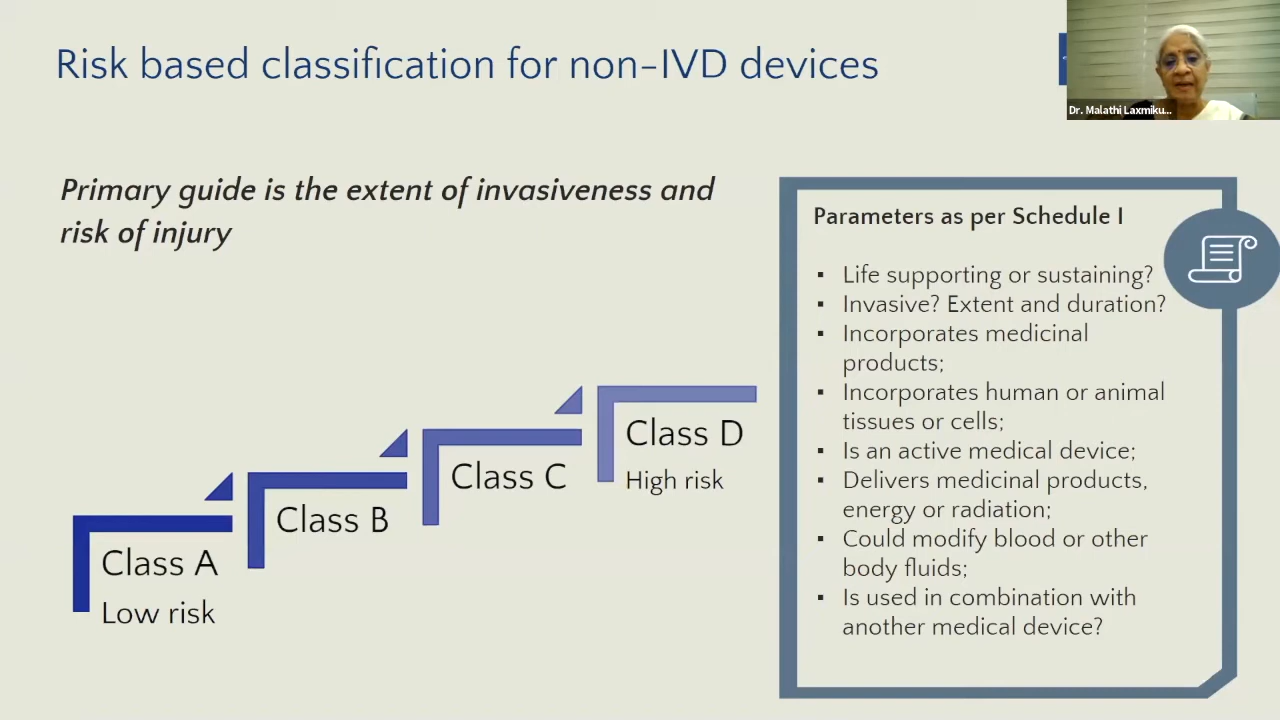 Risk based classification for non-IVD devices
Dr. Malathi Laxmiku...
Primary guide is the extent of invasiveness and
risk of injury
Parameters as per Schedule I
▪ Life supporting or sustaining?
▪ Invasive? Extent and duration?
▪ Incorporates medicinal
products;
▪ Incorporates human or animal
tissues or cells;
▪ Is an active medical device;
▪ Delivers medicinal products,
energy or radiation;
▪ Could modify blood or other
body fluids;
▪ Is used in combination with
another medical device?
Class A
Low risk
Class B
Class C
Class D
High risk